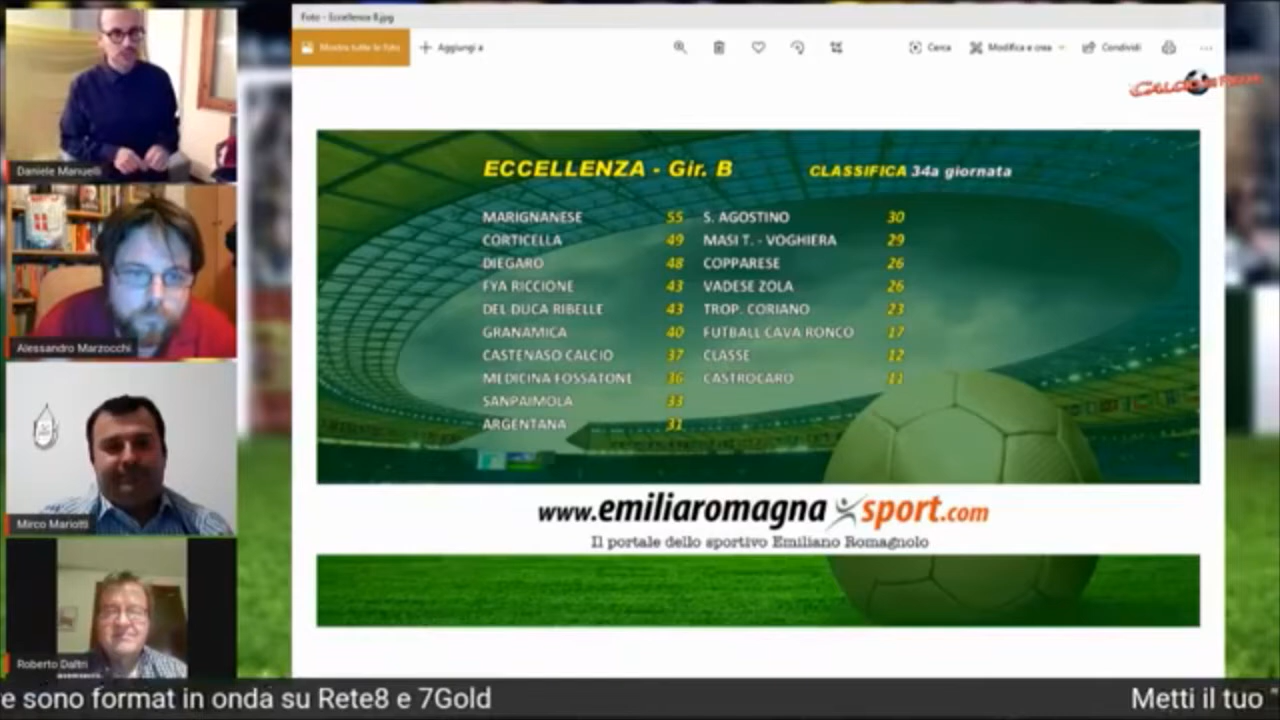 Foto - Eccellenza B.jpg
Mostra tutte le foto
Aggiungi a
Cerca
Modifica e crea
Condividi
Daniele Manuelli
Alessandro Marzocchi
Mirco Mariotti
Roberto Daltri
ECCELLENZA - Gir. B
CLASSIFICA 34a giornata
MARIGNANESE 55 S. AGOSTINO 30
CORTICELLA 49 MASI T. - VOGHIERA 29
DIEGARO 48 COPPARESE 26
FYA RICCIONE 43 VADESE ZOLA 26
DEL DUCA RIBELLE 43 TROP. CORIANO 23
GRANAMICA 40 FUTBALL CAVA RONCO 17
CASTENASO CALCIO 37 CLASSE 12
MEDICINA FOSSATONE 36 CASTROCARO 11
SANPAIMOLA 33
ARGENTANA 31
www.emiliaromagnasport.com
Il portale dello sportivo Emiliano Romagnolo
e sono format in onda su Rete8 e 7Gold
Metti il tuo "